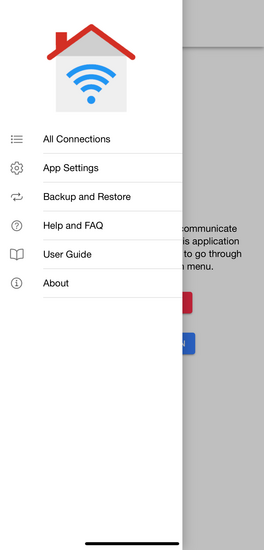 All Connections
App Settings
Backup and Restore
Help and FAQ
User Guide
About
communicate
is application
to go through
menu.